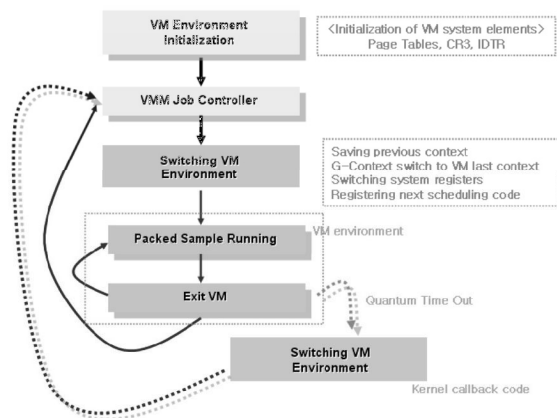 VM Environment
Initialization
<Initialization of VM system elements>
Page Tables, CR3, IDTR
VMM Job Controller
Switching VM
Environment
Saving previous context
G-Context switch to VM last context
Switching system registers
Registering next scheduling code
Packed Sample Running
VM environment
Exit VM
Quantum Time Out
Switching VM
Environment
Kernel callback code